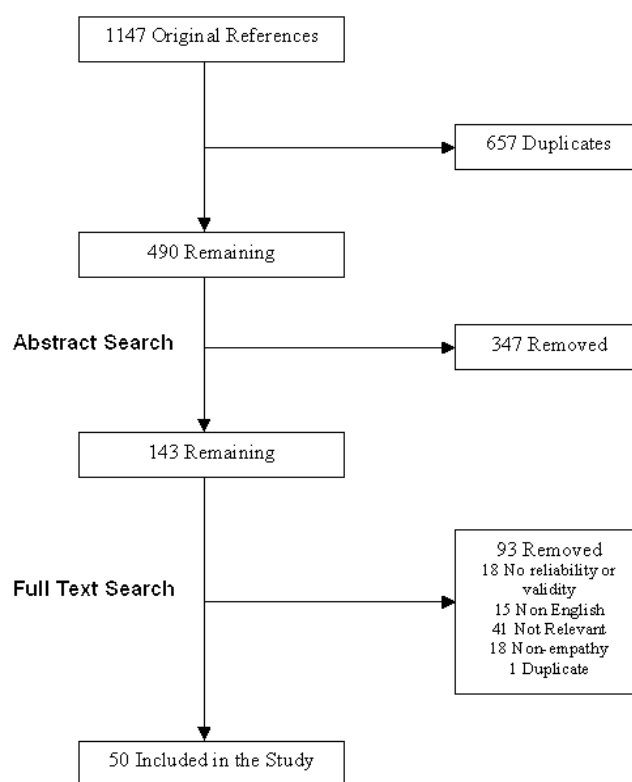 1147 Original References
657 Duplicates
490 Remaining
Abstract Search
347 Removed
143 Remaining
93 Removed
18 No reliability or
validity
15 Non English
41 Not Relevant
18 Non-empathy
1 Duplicate
Full Text Search
50 Included in the Study